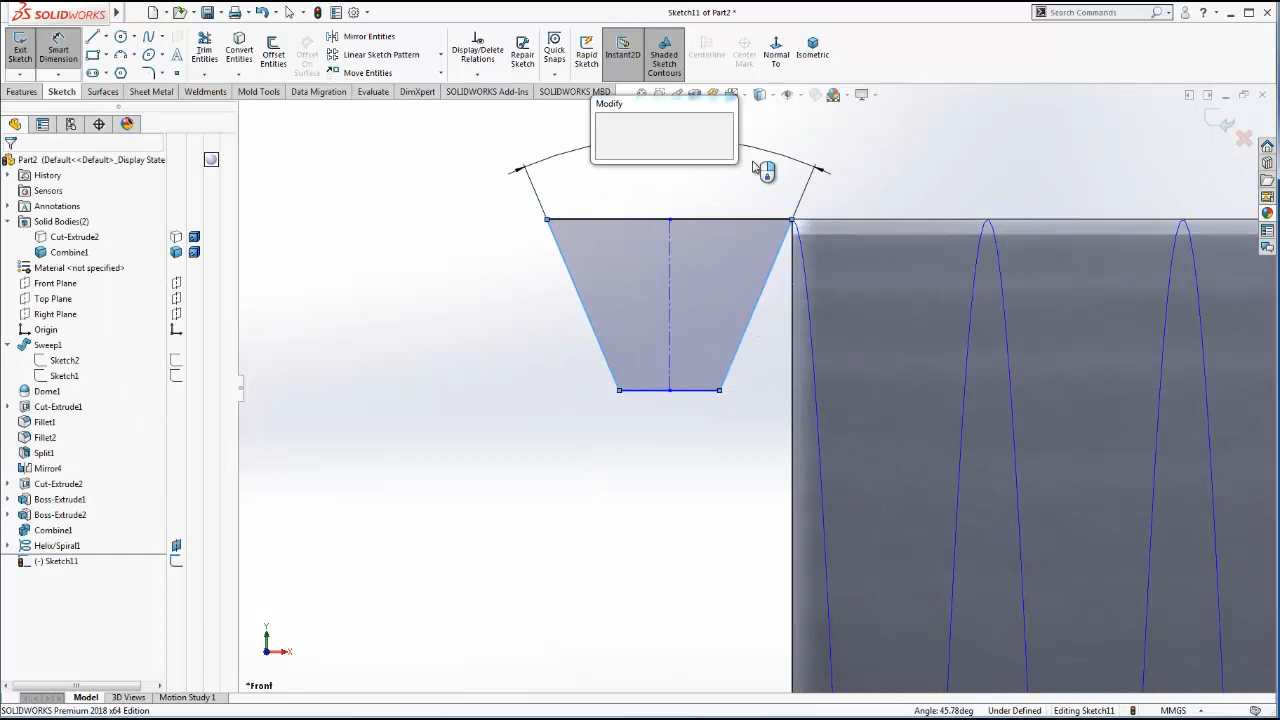 SOLIDWORKS
Sketch11 of Part2 *
Search Commands
Exit Sketch
Smart Dimension
Trim Entities
Convert Entities
Offset Entities
Offset On Surface
Mirror Entities
Linear Sketch Pattern
Move Entities
Display/Delete Relations
Repair Sketch
Quick Snaps
Rapid Sketch
Instant2D
Shaded Sketch Contours
Centerline
Center Mark
Normal To
Isometric
Features
Sketch
Surfaces
Sheet Metal
Weldments
Mold Tools
Data Migration
Evaluate
DimXpert
SOLIDWORKS Add-Ins
SOLIDWORKS MBD
Modify
Part2 (Default<<Default>_Display State
History
Sensors
Annotations
Solid Bodies(2)
Cut-Extrude2
Combine1
Material <not specified>
Front Plane
Top Plane
Right Plane
Origin
Sweep1
Sketch2
Sketch1
Dome1
Cut-Extrude1
Fillet1
Fillet2
Split1
Mirror4
Cut-Extrude2
Boss-Extrude1
Boss-Extrude2
Combine1
Helix/Spiral1
(-) Sketch11
Y
X
*Front
Model
3D Views
Motion Study 1
SOLIDWORKS Premium 2018 x64 Edition
Angle: 45.78deg
Under Defined
Editing Sketch11
MMGS